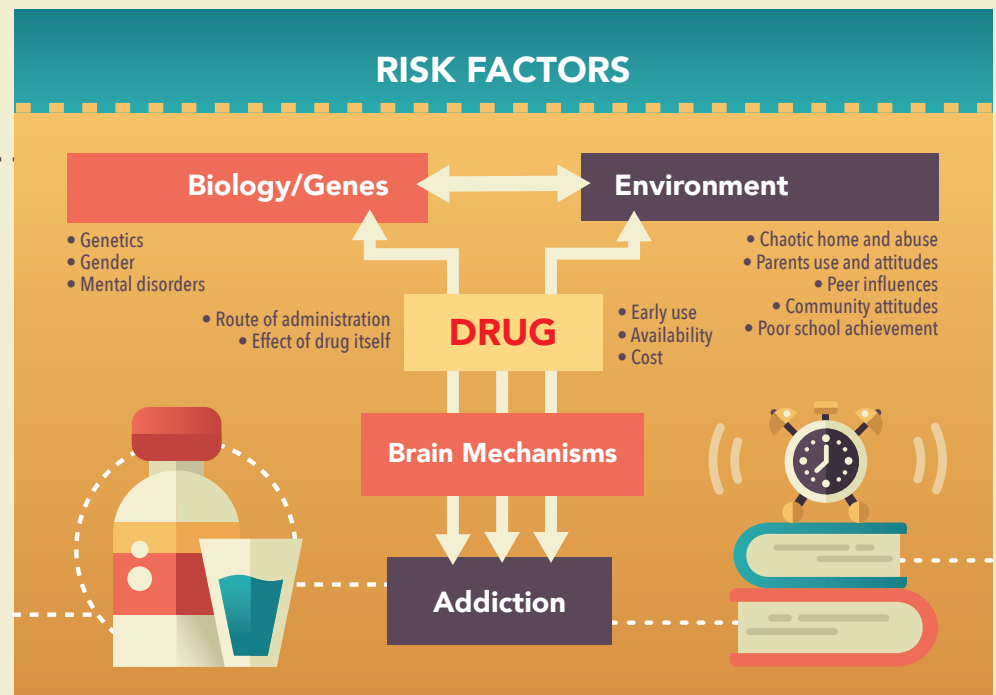 RISK FACTORS
Biology/Genes
• Genetics
• Gender
• Mental disorders
Environment
• Chaotic home and abuse
• Parents use and attitudes
• Peer influences
• Community attitudes
• Poor school achievement
• Route of administration
• Effect of drug itself
DRUG
• Early use
• Availability
• Cost
Brain Mechanisms
Addiction